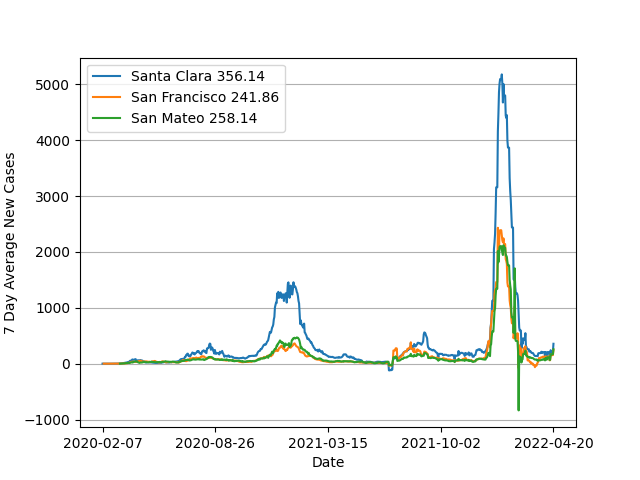 Santa Clara 356.14
San Francisco 241.86
San Mateo 258.14
7 Day Average New Cases
5000
4000
3000
2000
1000
0
−1000
2020-02-07
2020-08-26
2021-03-15
2021-10-02
2022-04-20
Date